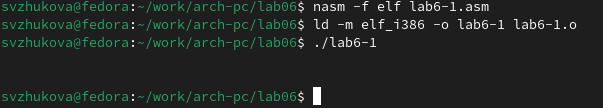 svzhukova@fedora:~/work/arch-pc/lab06$ nasm -f elf lab6-1.asm
svzhukova@fedora:~/work/arch-pc/lab06$ ld -m elf_i386 -o lab6-1 lab6-1.o
svzhukova@fedora:~/work/arch-pc/lab06$ ./lab6-1
svzhukova@fedora:~/work/arch-pc/lab06$